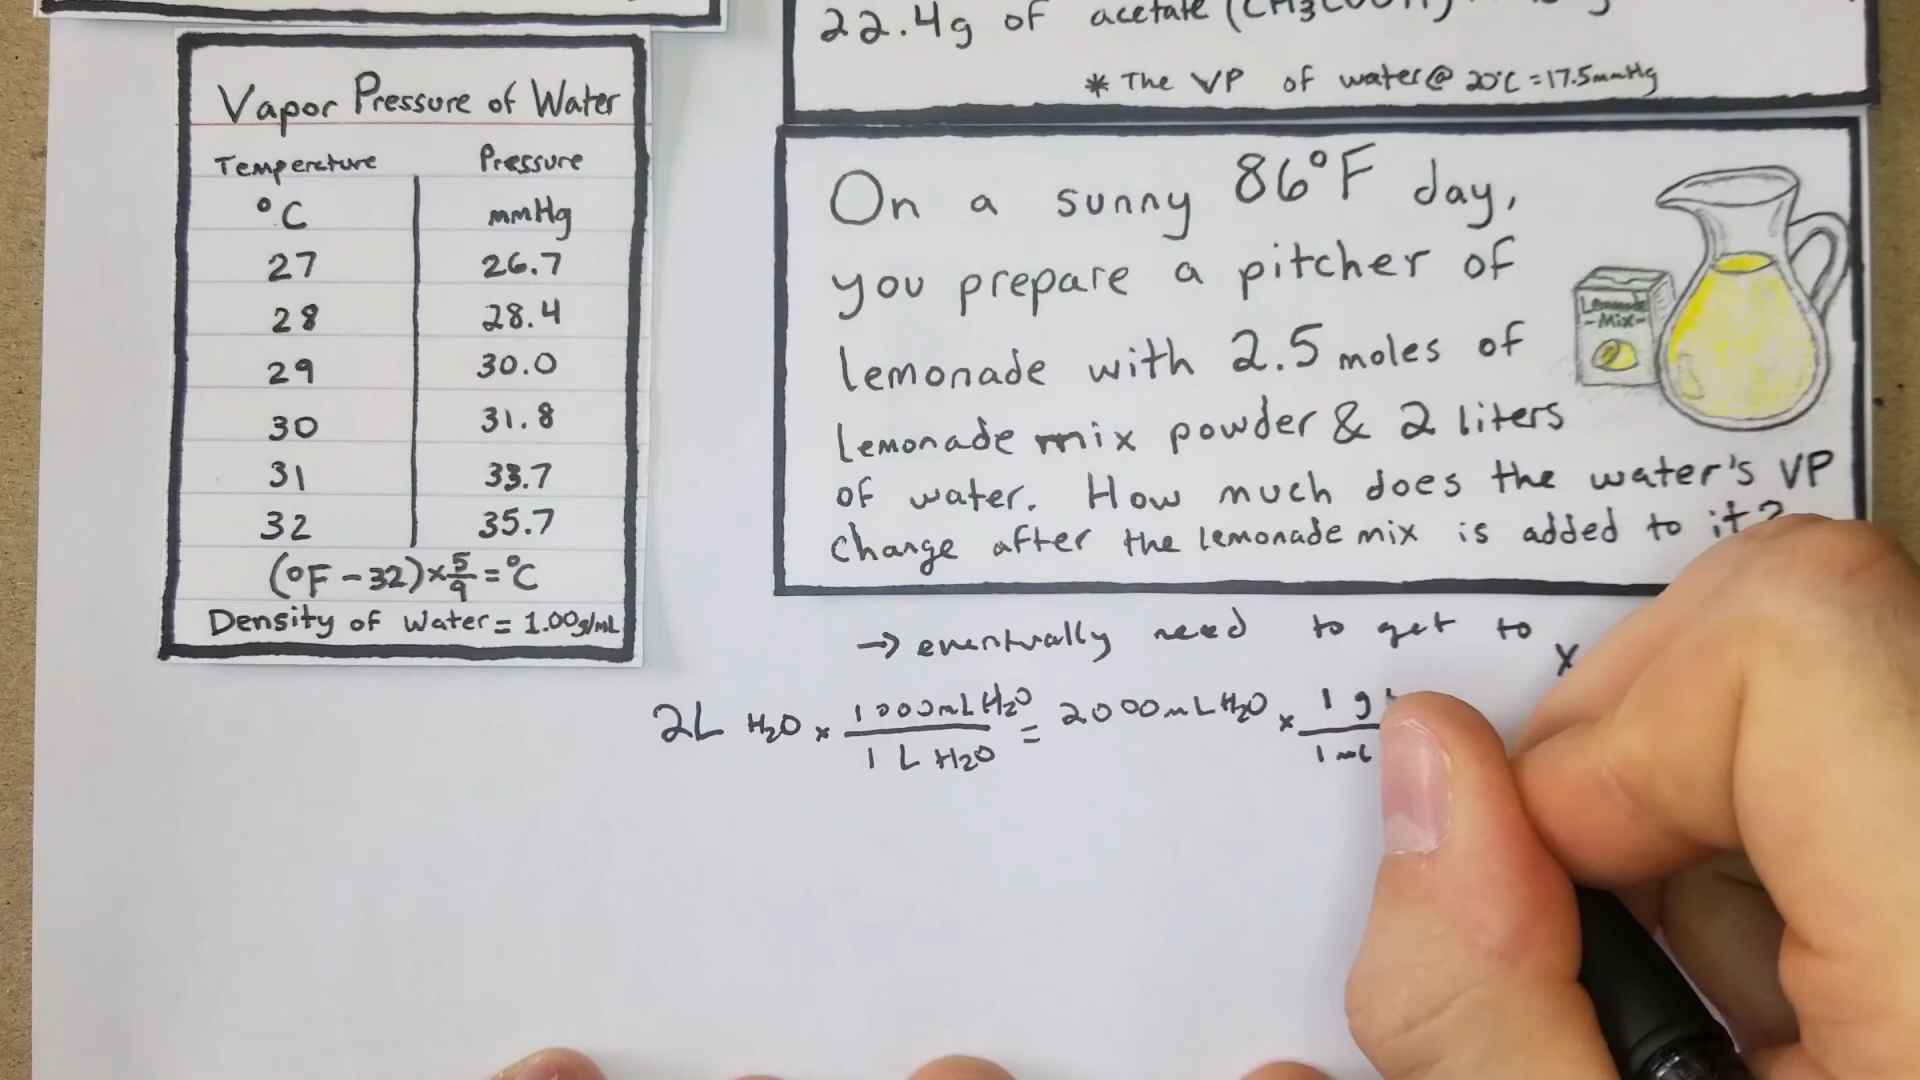 22.4g of acetate
* The VP of water @ 20°C = 17.5mmHg
Vapor Pressure of Water
Temperature Pressure
°C mmHg
27 26.7
28 28.4
29 30.0
30 31.8
31 33.7
32 35.7
(°F - 32) × 5/9 = °C
Density of Water = 1.00g/mL
On a sunny 86°F day,
you prepare a pitcher of
lemonade with 2.5 moles of
lemonade mix powder & 2 liters
of water. How much does the water's VP
change after the lemonade mix is added to it?
Lemonade
-Mix-
→ eventually need to get to X
2L H₂O × 1000mL H₂O / 1 L H₂O = 2000mL H₂O × 1 g / 1 mL